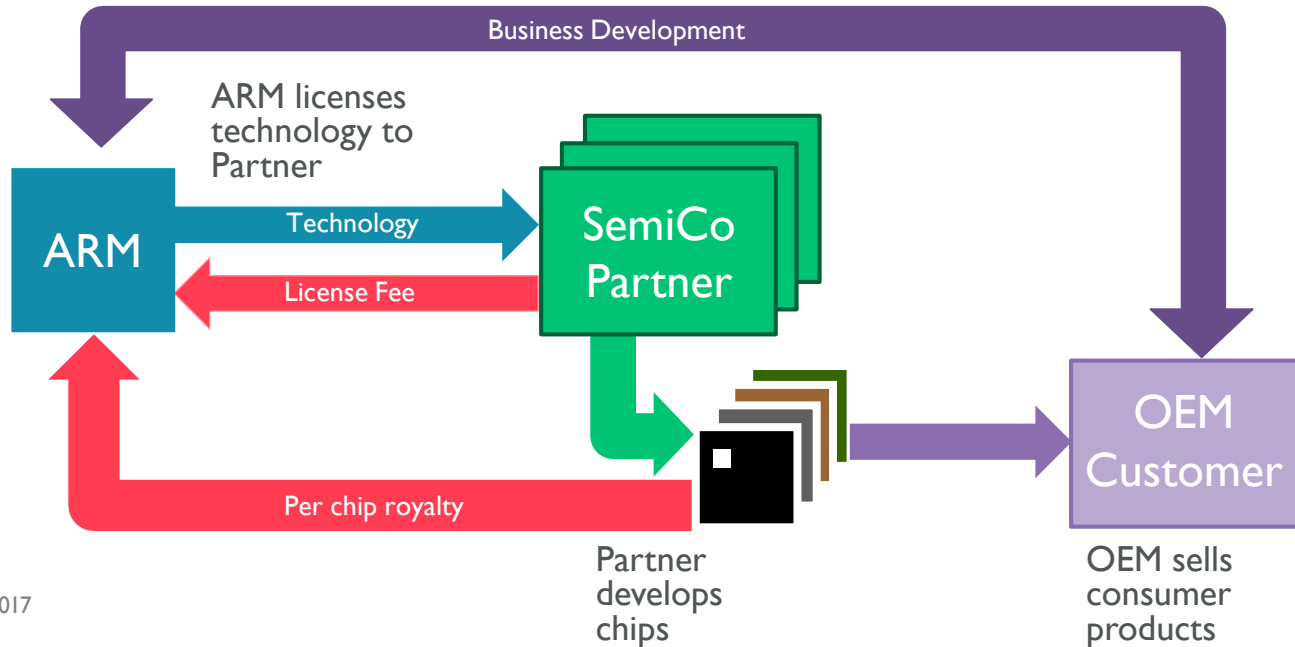 Business Development
ARM licenses
technology to
Partner
ARM
Technology
License Fee
SemiCo
Partner
Per chip royalty
OEM
Customer
Partner
develops
chips
OEM sells
consumer
products
017